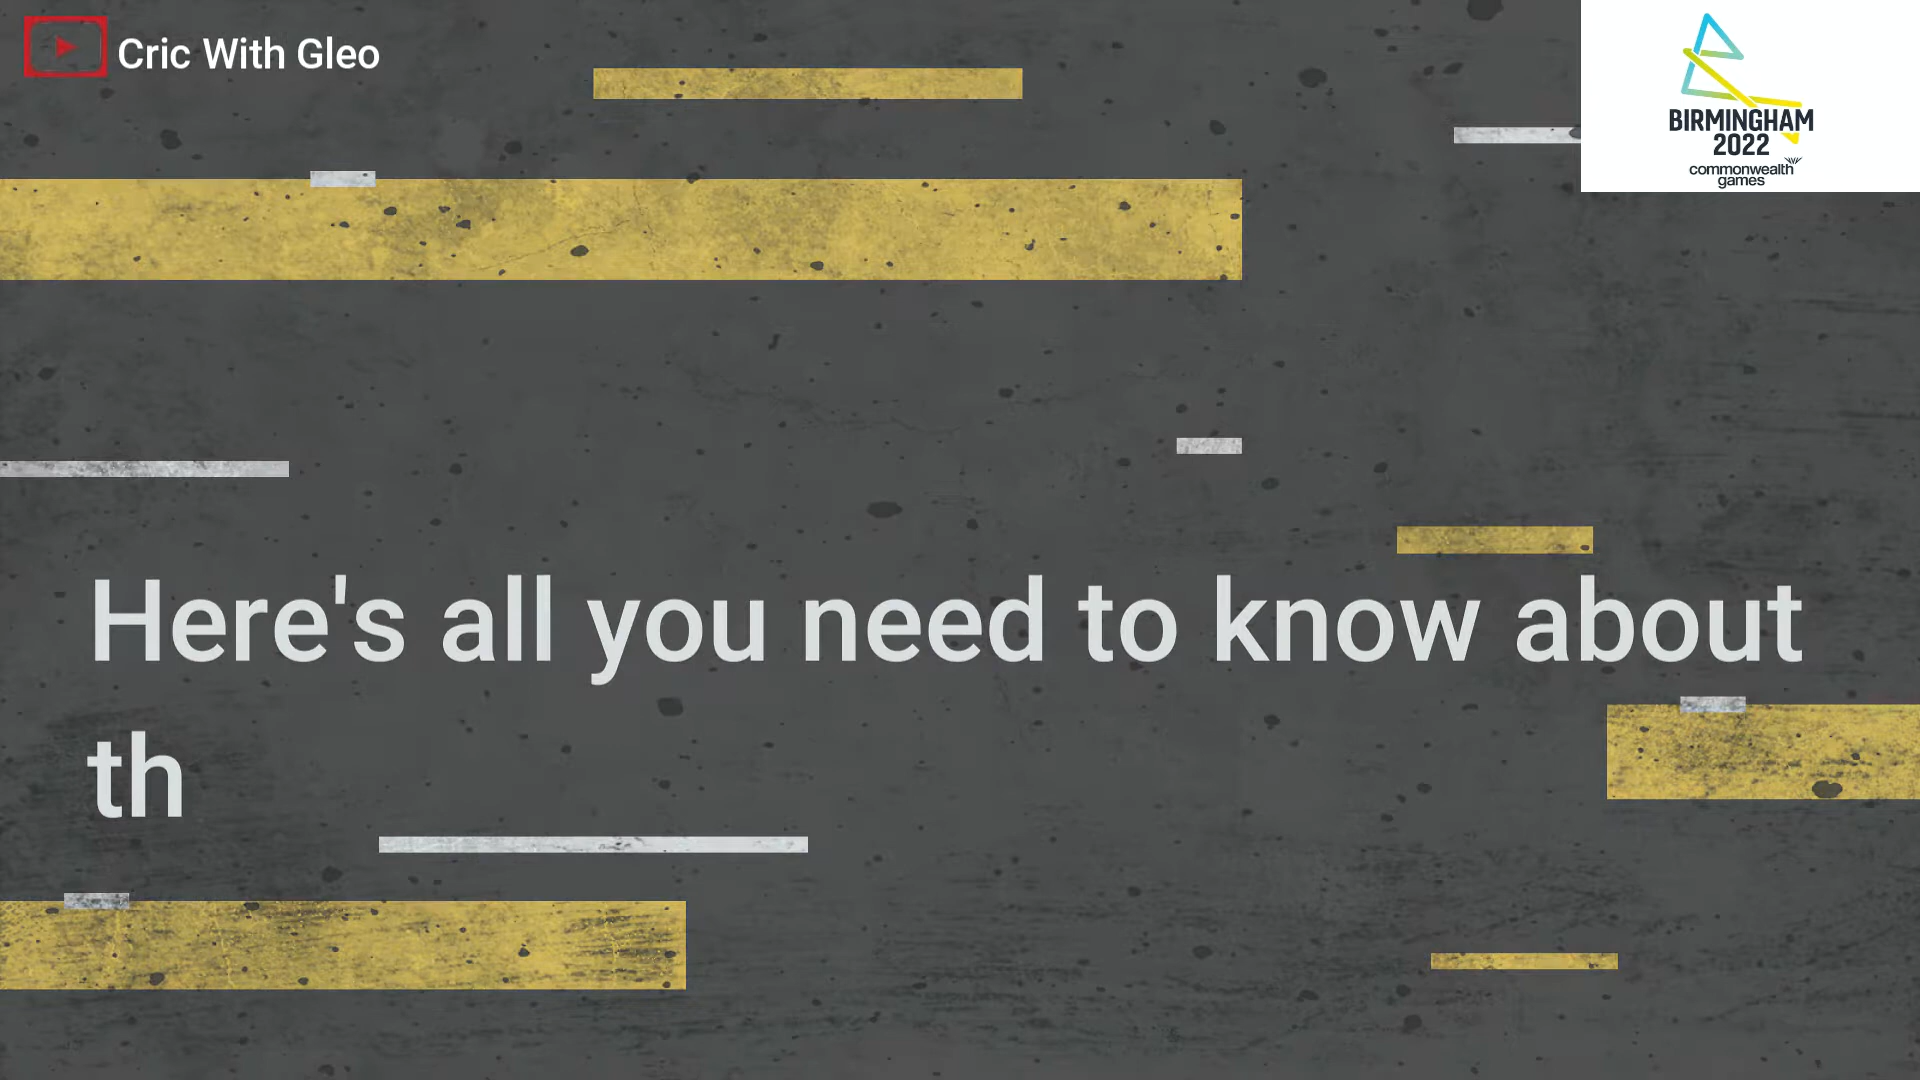 Cric With Gleo
BIRMINGHAM
2022
commonwealth
games
Here's all you need to know about
th